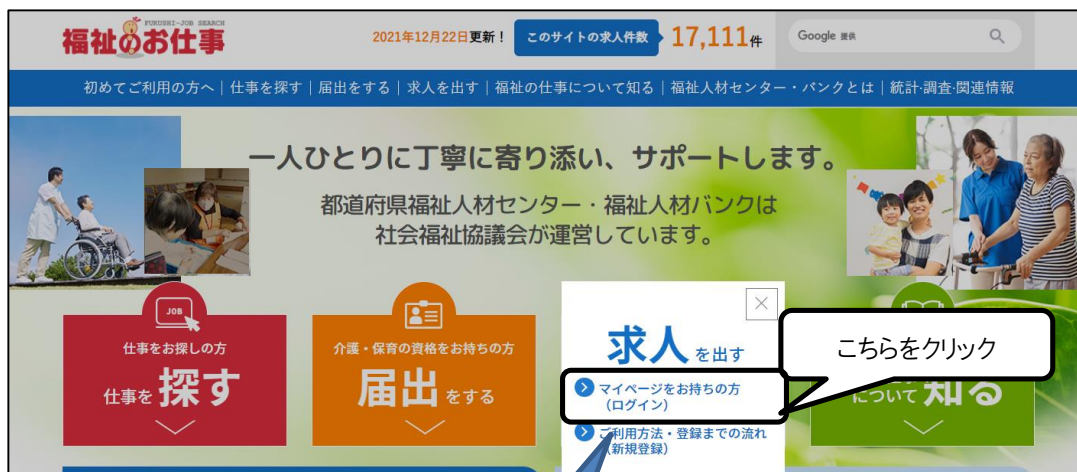 FUKUSHI-JOB SEARCH
福祉のお仕事
2021年12月22日更新！
このサイトの求人件数
17,111件
Google 提供
初めてご利用の方へ｜仕事を探す｜届出をする｜求人を出す｜福祉の仕事について知る｜福祉人材センター・バンクとは｜統計・調査・関連情報
一人ひとりに丁寧に寄り添い、サポートします。
都道府県福祉人材センター・福祉人材バンクは
社会福祉協議会が運営しています。
JOB
仕事をお探しの方
仕事を探す
介護・保育の資格をお持ちの方
届出をする
求人を出す
マイページをお持ちの方
（ログイン）
ご利用方法・登録までの流れ
（新規登録）
こちらをクリック
について知る